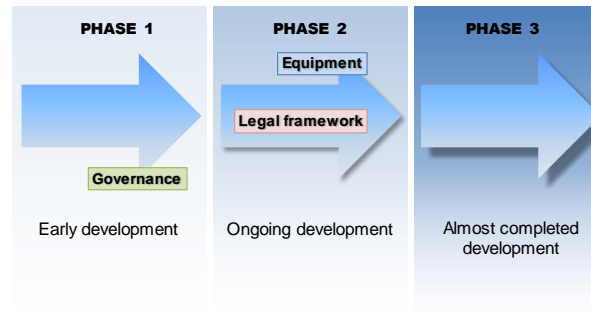 PHASE 1
Governance
Early development
PHASE 2
Equipment
Legal framework
Ongoing development
PHASE 3
Almost completed
development